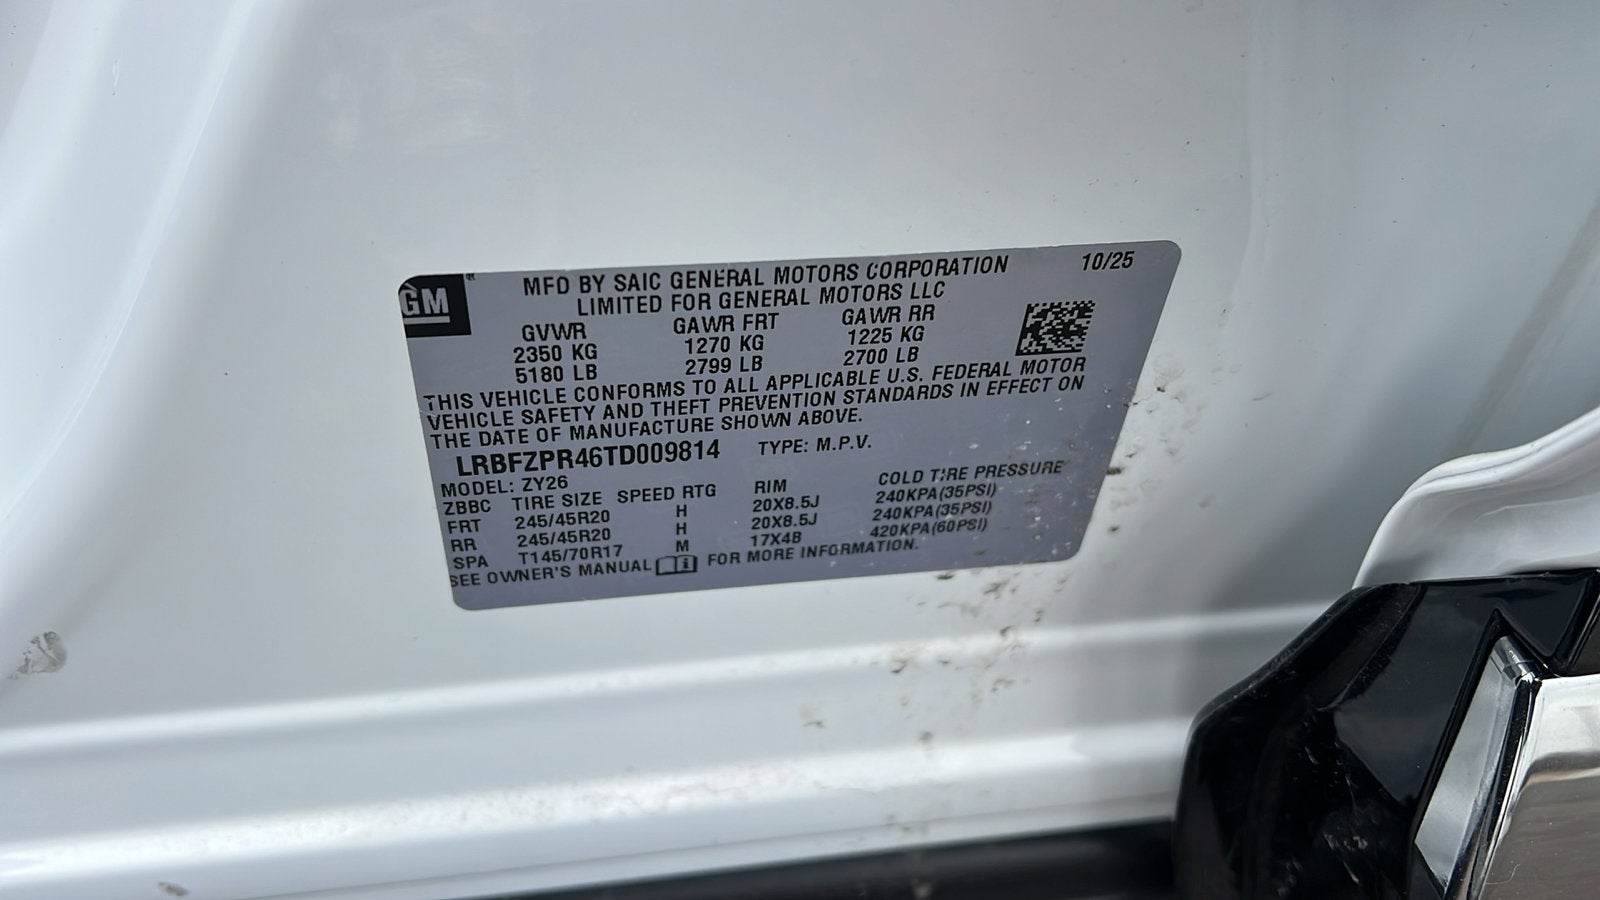 GM ® MFD BY SAIC GENERAL MOTORS CORPORATION 10/25
LIMITED FOR GENERAL MOTORS LLC
GVWR GAWR FRT GAWR RR
2350 KG 1270 KG 1225 KG
5180 LB 2799 LB 2700 LB
THIS VEHICLE CONFORMS TO ALL APPLICABLE U.S. FEDERAL MOTOR
VEHICLE SAFETY AND THEFT PREVENTION STANDARDS IN EFFECT ON
THE DATE OF MANUFACTURE SHOWN ABOVE.
LRBFZPR46TD009814 TYPE: M.P.V.
MODEL: ZY26
ZBBC TIRE SIZE SPEED RTG RIM COLD TIRE PRESSURE
FRT 245/45R20 H 20X8.5J 240KPA(35PSI)
RR 245/45R20 H 20X8.5J 240KPA(35PSI)
SPA T145/70R17 M 17X4B 420KPA(60PSI)
SEE OWNER'S MANUAL FOR MORE INFORMATION.